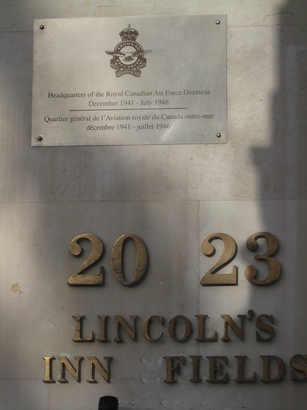 Headquarters of the Royal Canadian Air Force Overseas
December 1941 - July 1946
Quartier général de l'Aviation royale du Canada outre-mer
décembre 1941 - juillet 1946
20 23
LINCOLN'S
INN FIELDS